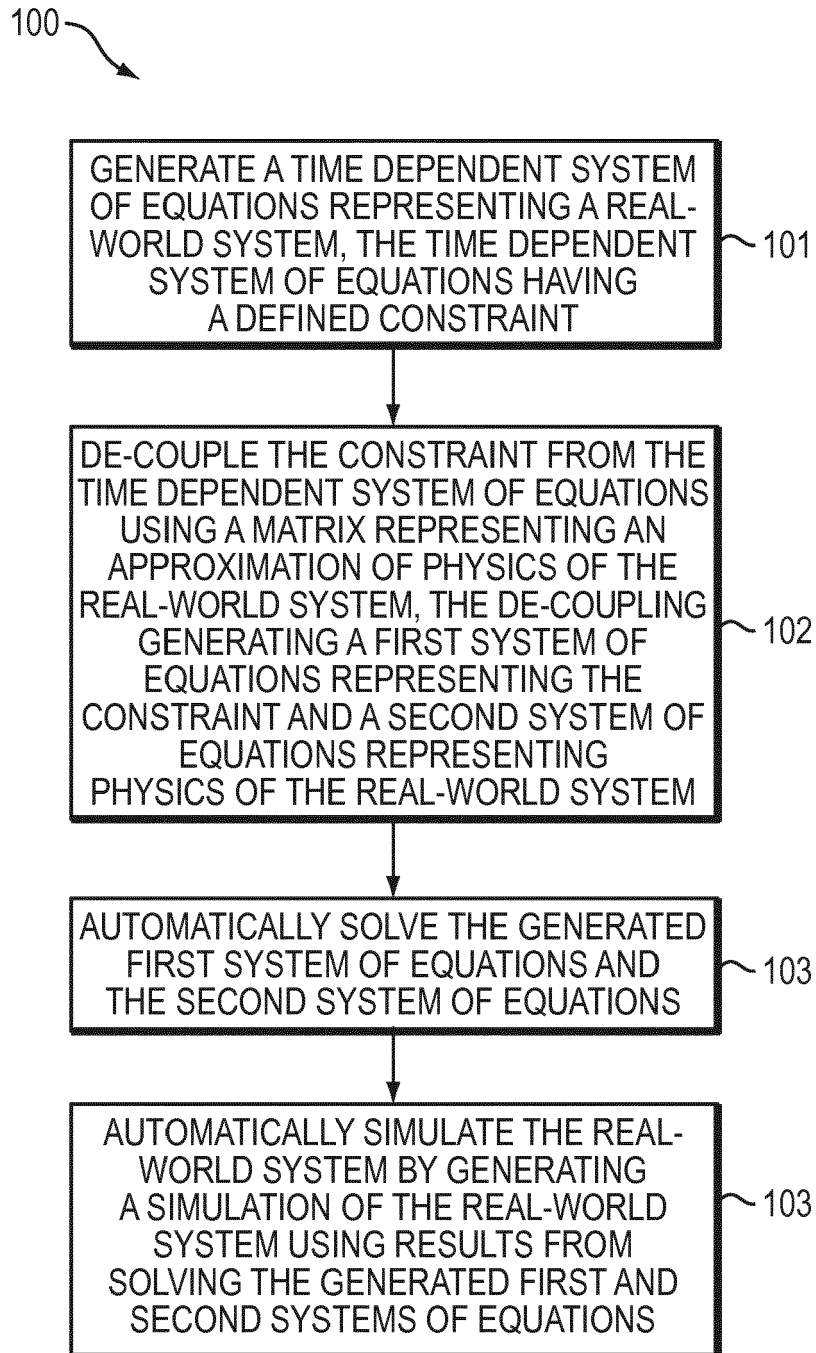 100
GENERATE A TIME DEPENDENT SYSTEM
OF EQUATIONS REPRESENTING A REAL-
WORLD SYSTEM, THE TIME DEPENDENT
SYSTEM OF EQUATIONS HAVING
A DEFINED CONSTRAINT
101
DE-COUPLE THE CONSTRAINT FROM THE
TIME DEPENDENT SYSTEM OF EQUATIONS
USING A MATRIX REPRESENTING AN
APPROXIMATION OF PHYSICS OF THE
REAL-WORLD SYSTEM, THE DE-COUPLING
GENERATING A FIRST SYSTEM OF
EQUATIONS REPRESENTING THE
CONSTRAINT AND A SECOND SYSTEM OF
EQUATIONS REPRESENTING
PHYSICS OF THE REAL-WORLD SYSTEM
102
AUTOMATICALLY SOLVE THE GENERATED
FIRST SYSTEM OF EQUATIONS AND
THE SECOND SYSTEM OF EQUATIONS
103
AUTOMATICALLY SIMULATE THE REAL-
WORLD SYSTEM BY GENERATING
A SIMULATION OF THE REAL-WORLD
SYSTEM USING RESULTS FROM
SOLVING THE GENERATED FIRST AND
SECOND SYSTEMS OF EQUATIONS
103